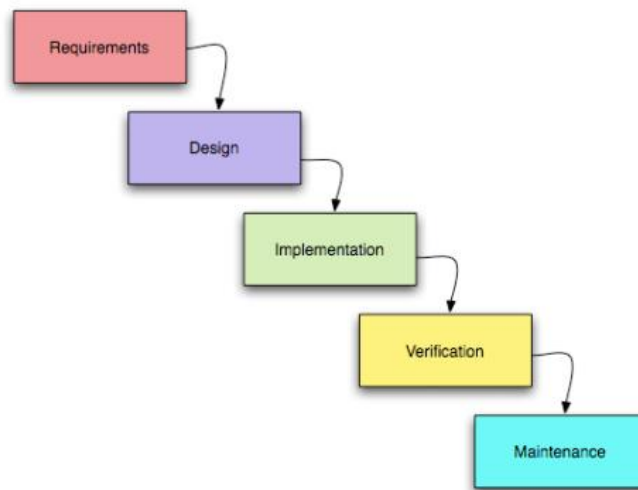 Requirements
Design
Implementation
Verification
Maintenance